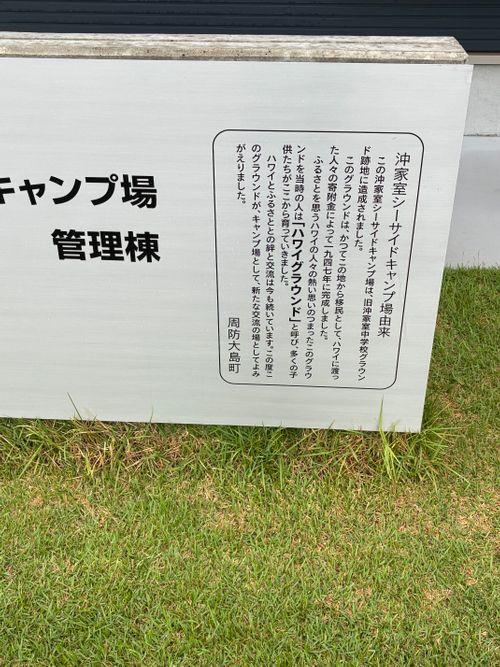 キャンプ場
管理棟
沖家室シーサイドキャンプ場由来
この沖家室シーサイドキャンプ場は、旧沖家室中学校グラウン
ド跡地に造成されました。
このグラウンドは、かつてこの地から移民として、ハワイに渡っ
た人々の寄附金によって一九四七年に完成しました。
ふるさとを思うハワイの人々の熱い思いのつまったこのグラウ
ンドを当時の人は「ハワイグラウンド」と呼び、多くの子
供たちがここから育っていきました。
ハワイとふるさととの絆と交流は今も続いています。この度こ
のグラウンドが、キャンプ場として、新たな交流の場としてよみ
がえりました。
周防大島町